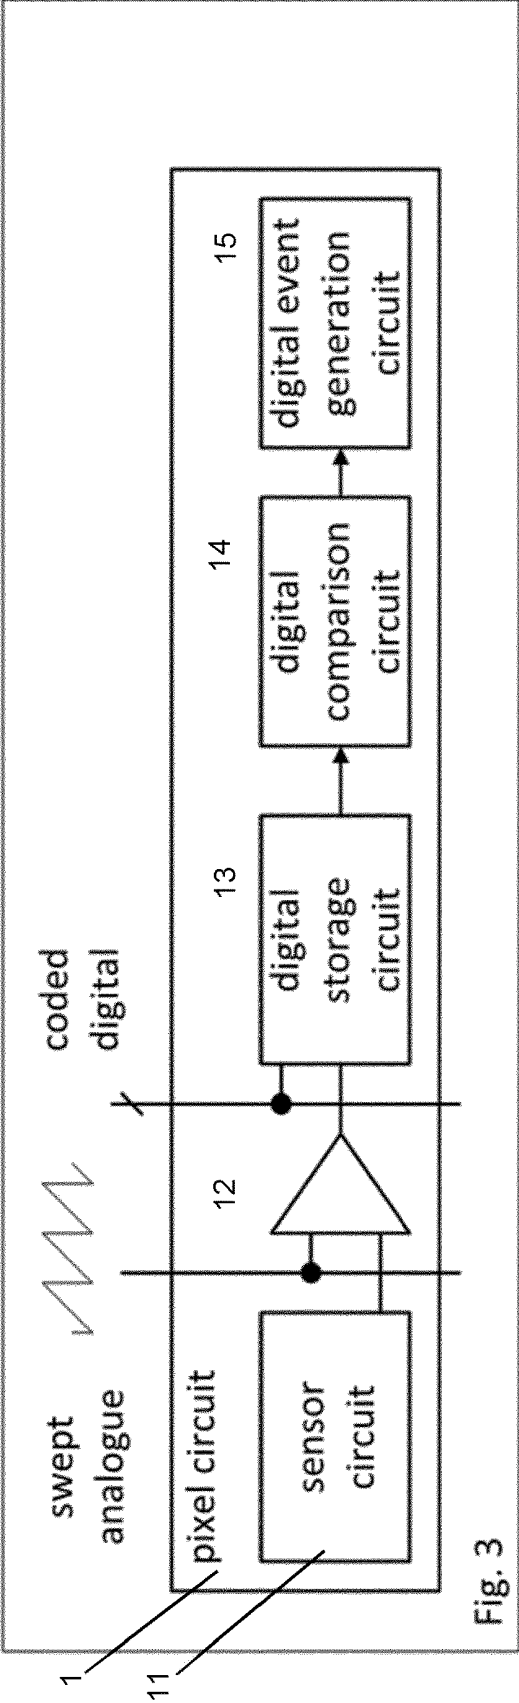 swept
analogue
coded
digital
pixel circuit
1
11
sensor
circuit
12
13
digital
storage
circuit
14
digital
comparison
circuit
15
digital event
generation
circuit
Fig. 3